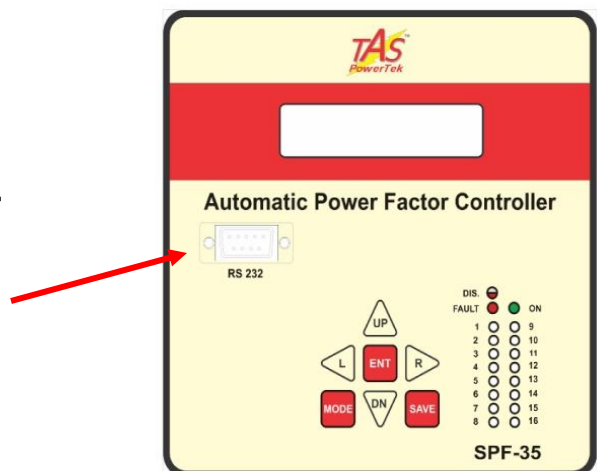 TAS™
PowerTek
Automatic Power Factor Controller
RS 232
UP
L ENT R
MODE DN SAVE
DIS.
FAULT ON
1 9
2 10
3 11
4 12
5 13
6 14
7 15
8 16
SPF-35